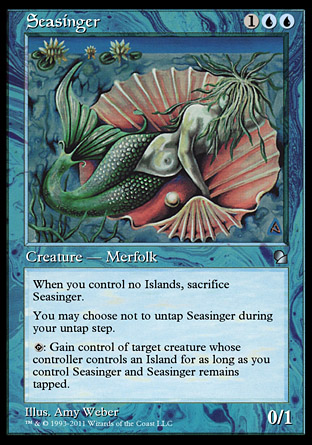 Seasinger 1
Creature — Merfolk
When you control no Islands, sacrifice
Seasinger.
You may choose not to untap Seasinger during
your untap step.
: Gain control of target creature whose
controller controls an Island for as long as you
control Seasinger and Seasinger remains
tapped.
Illus. Amy Weber
™ & © 1993-2011 Wizards of the Coast LLC
0/1